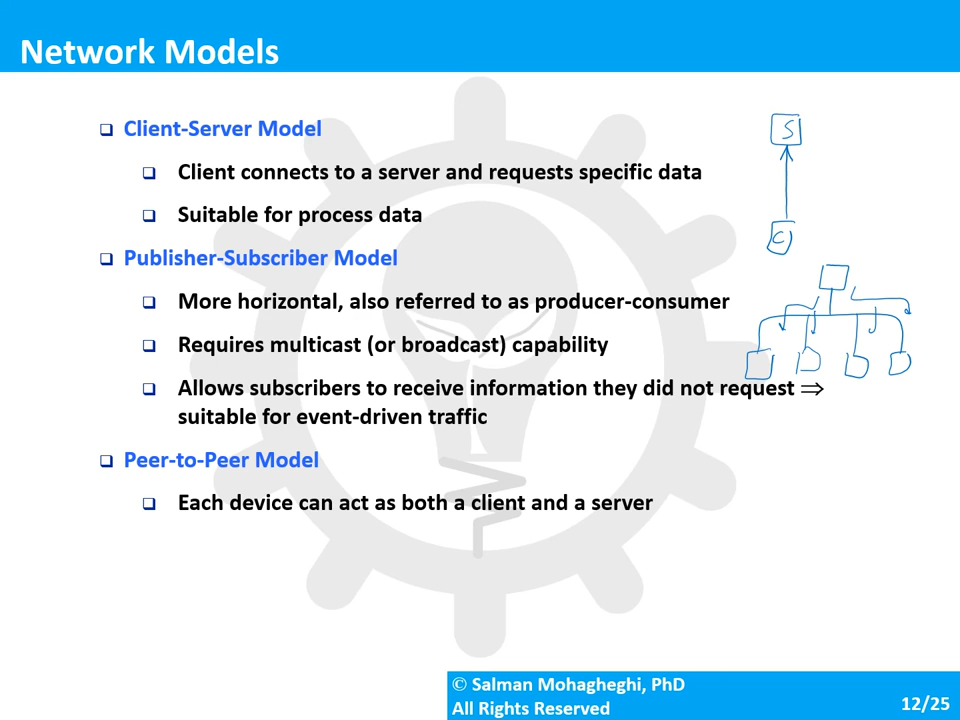 Network Models
Client-Server Model
S
Client connects to a server and requests specific data
Suitable for process data
C
Publisher-Subscriber Model
More horizontal, also referred to as producer-consumer
Requires multicast (or broadcast) capability
Allows subscribers to receive information they did not request ⇒
suitable for event-driven traffic
Peer-to-Peer Model
Each device can act as both a client and a server
© Salman Mohagheghi, PhD
All Rights Reserved
12/25